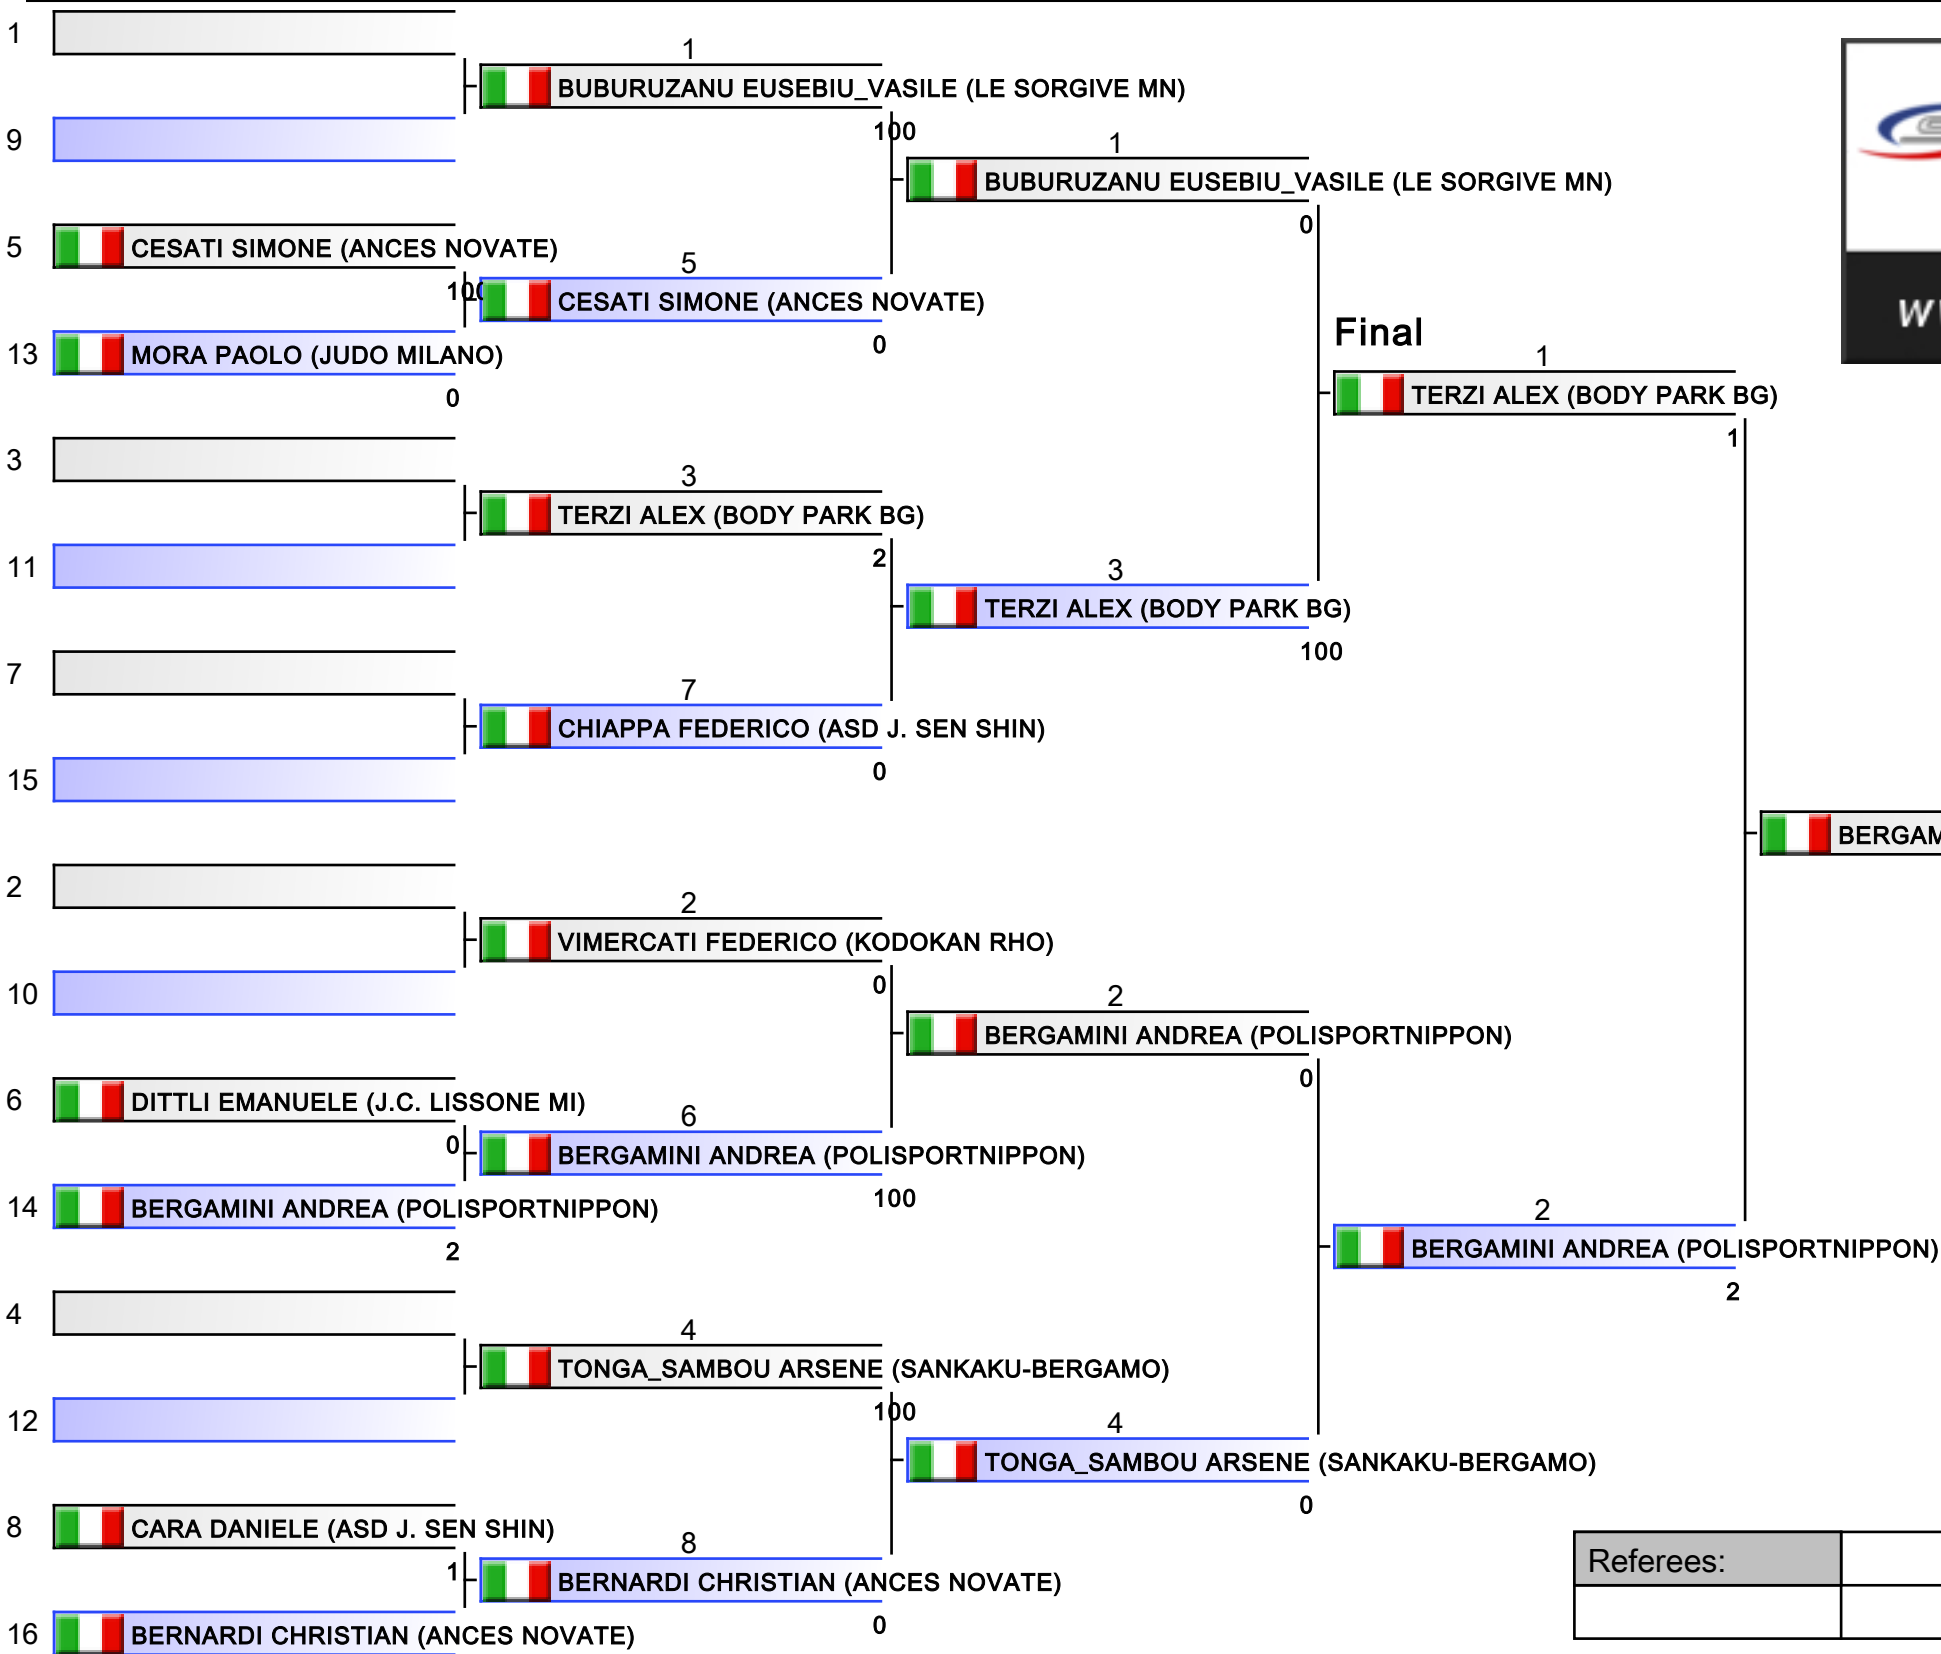 1
1
BUBURUZANU EUSEBIU_VASILE (LE SORGIVE MN)
100
9
1
BUBURUZANU EUSEBIU_VASILE (LE SORGIVE MN)
0
5 CESATI SIMONE (ANCES NOVATE)
100
5
CESATI SIMONE (ANCES NOVATE)
0
13 MORA PAOLO (JUDO MILANO)
0
Final
1
TERZI ALEX (BODY PARK BG)
1
3
3
TERZI ALEX (BODY PARK BG)
2
11
3
TERZI ALEX (BODY PARK BG)
100
7
7
CHIAPPA FEDERICO (ASD J. SEN SHIN)
0
15
BERGAM
2
2
VIMERCATI FEDERICO (KODOKAN RHO)
0
10
2
BERGAMINI ANDREA (POLISPORTNIPPON)
0
6 DITTLI EMANUELE (J.C. LISSONE MI)
0
6
BERGAMINI ANDREA (POLISPORTNIPPON)
100
14 BERGAMINI ANDREA (POLISPORTNIPPON)
2
2
BERGAMINI ANDREA (POLISPORTNIPPON)
2
4
4
TONGA_SAMBOU ARSENE (SANKAKU-BERGAMO)
100
12
4
TONGA_SAMBOU ARSENE (SANKAKU-BERGAMO)
0
8 CARA DANIELE (ASD J. SEN SHIN)
1
8
BERNARDI CHRISTIAN (ANCES NOVATE)
0
16 BERNARDI CHRISTIAN (ANCES NOVATE)
Referees: